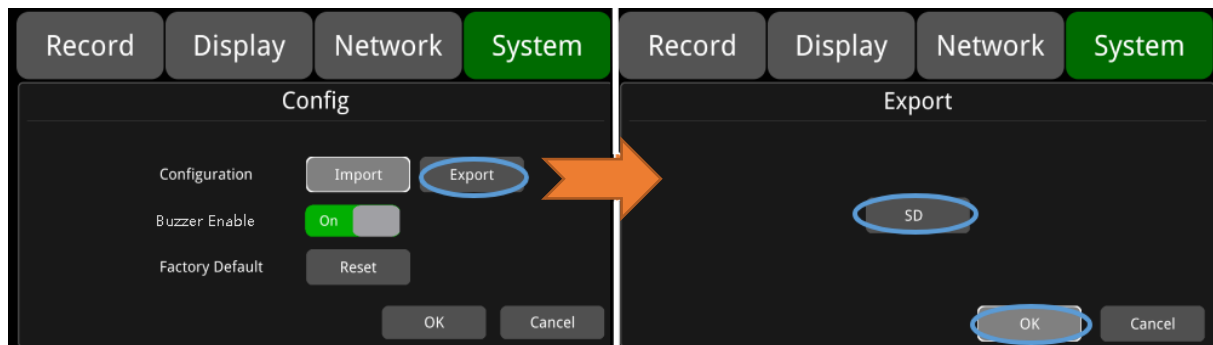 Record Display Network System
Config
Configuration Import Export
Buzzer Enable On
Factory Default Reset
OK Cancel
Record Display Network System
Export
SD
OK Cancel